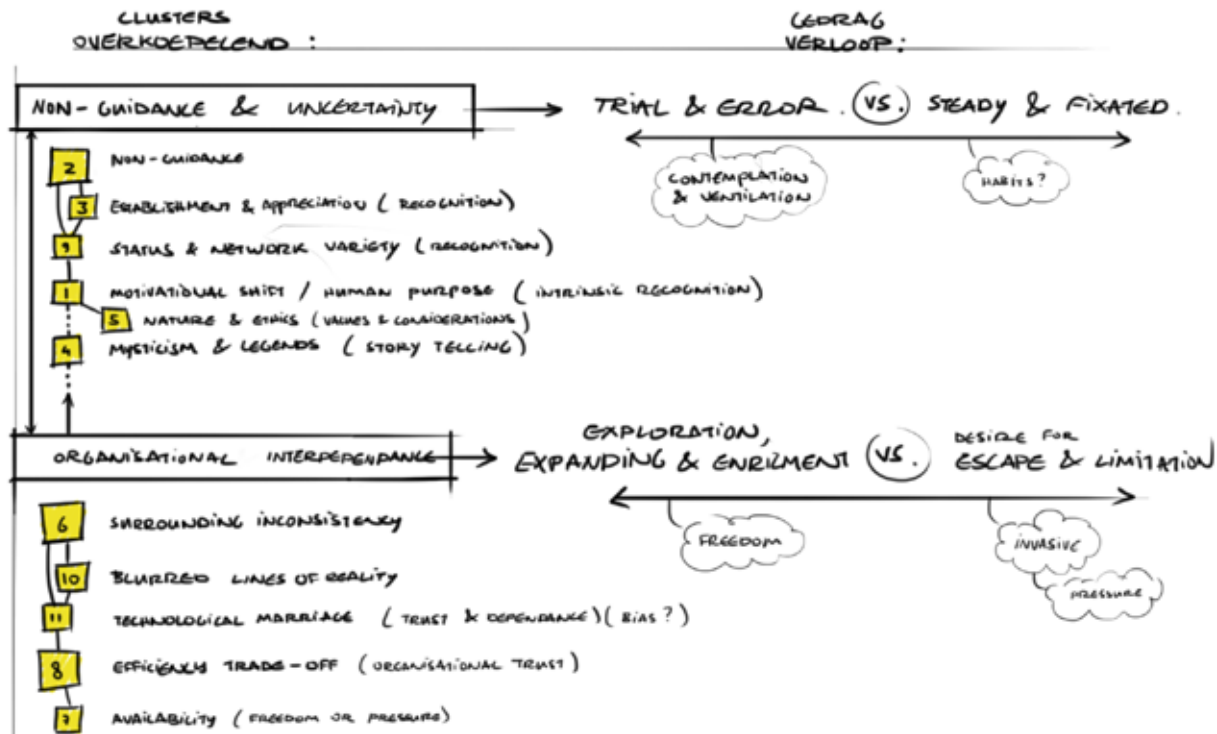 CLUSTERS
OVERKOEPELEND :
GEDRAG
VERLOOP :
NON-GUIDANCE & UNCERTAINTY
TRIAL & ERROR . VS. STEADY & FIXATED.
CONTEMPLATION
& VENTILATION
HABITS?
2 NON-GUIDANCE
3 ESTABLISHMENT & APPRECIATION (RECOGNITION)
9 STATUS & NETWORK VARIETY (RECOGNITION)
1 MOTIVATIONAL SHIFT / HUMAN PURPOSE (INTRINSIC RECOGNITION)
5 NATURE & ETHICS (VALUES & CONSIDERATIONS)
4 MYSTICISM & LEGENDS (STORY TELLING)
ORGANISATIONAL INTERDEPENDANCE
EXPLORATION,
EXPANDING & ENRICMENT VS. DESIRE FOR
ESCAPE & LIMITATION
FREEDOM
INVASIVE
PRESSURE
6 SURROUNDING INCONSISTENCY
10 BLURRED LINES OF REALITY
11 TECHNOLOGICAL MARRIAGE (TRUST & DEPENDANCE) (BIAS?)
8 EFFICIENCY TRADE-OFF (ORGANISATIONAL TRUST)
7 AVAILABILITY (FREEDOM OR PRESSURE)